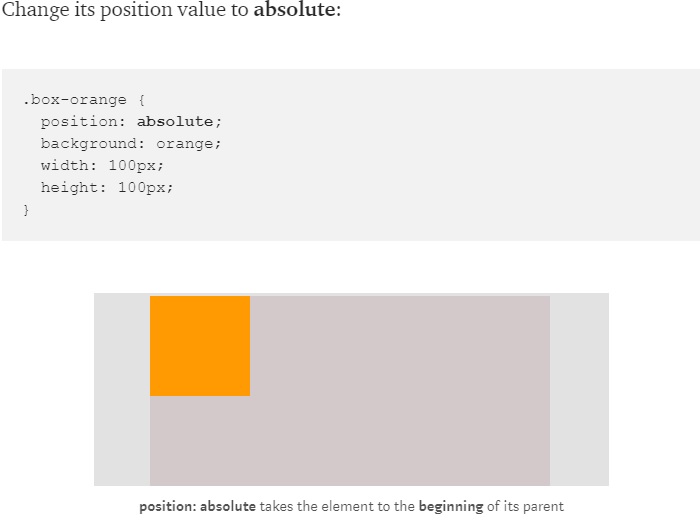 Change its position value to absolute:
.box-orange {
position: absolute;
background: orange;
width: 100px;
height: 100px;
}
position: absolute takes the element to the beginning of its parent